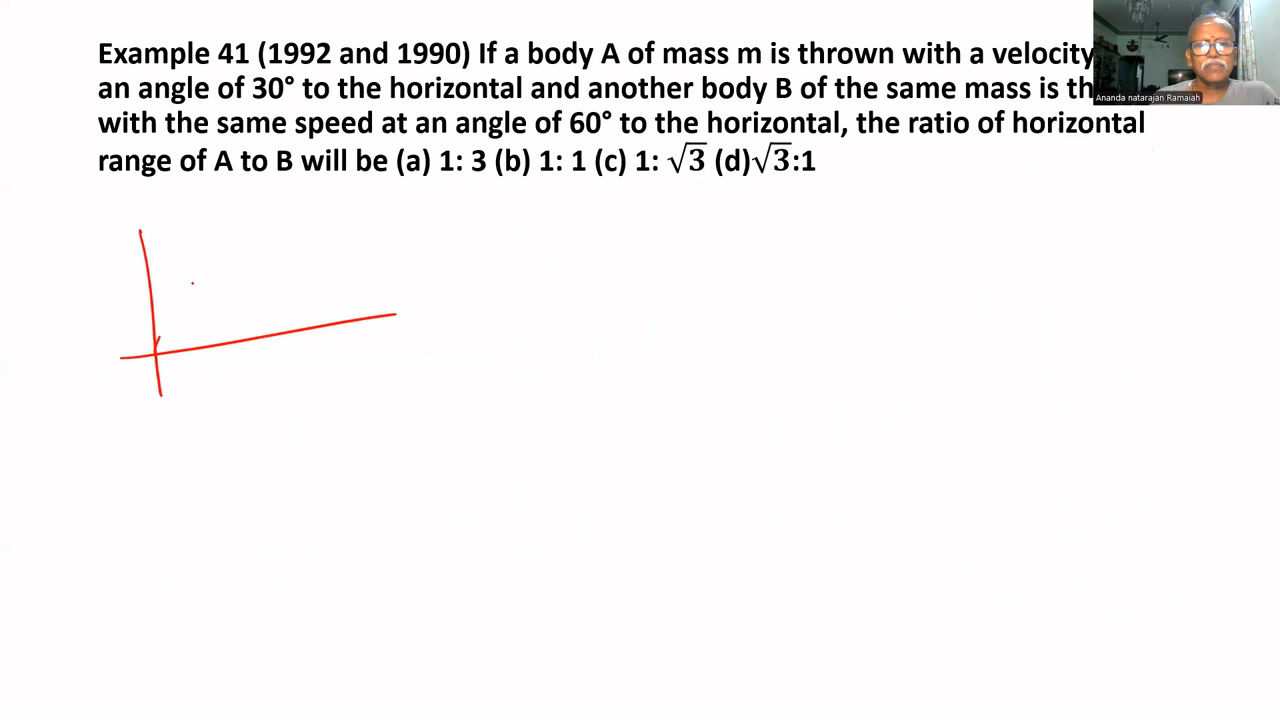 Example 41 (1992 and 1990) If a body A of mass m is thrown with a velocity
an angle of 30° to the horizontal and another body B of the same mass is th
with the same speed at an angle of 60° to the horizontal, the ratio of horizontal
range of A to B will be (a) 1: 3 (b) 1: 1 (c) 1: √3 (d)√3:1
Ananda natarajan Ramaiah